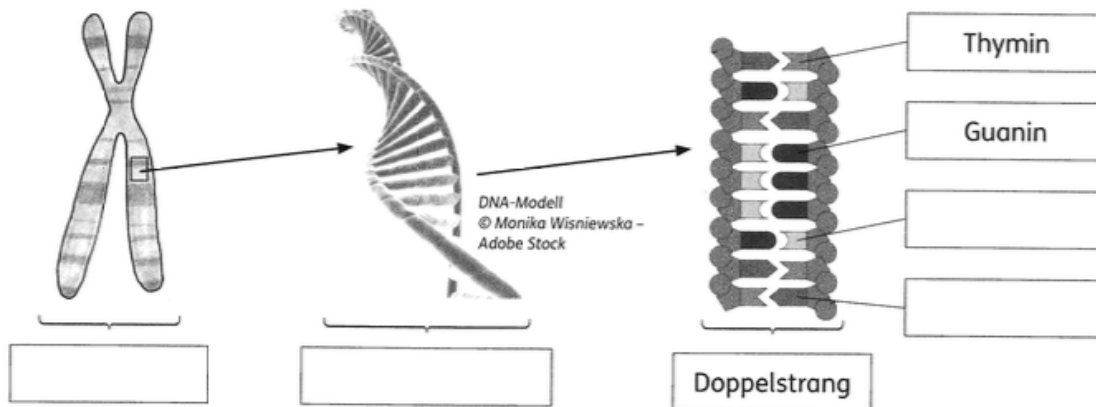 Thymin
Guanin
DNA-Modell
© Monika Wisniewska –
Adobe Stock
Doppelstrang